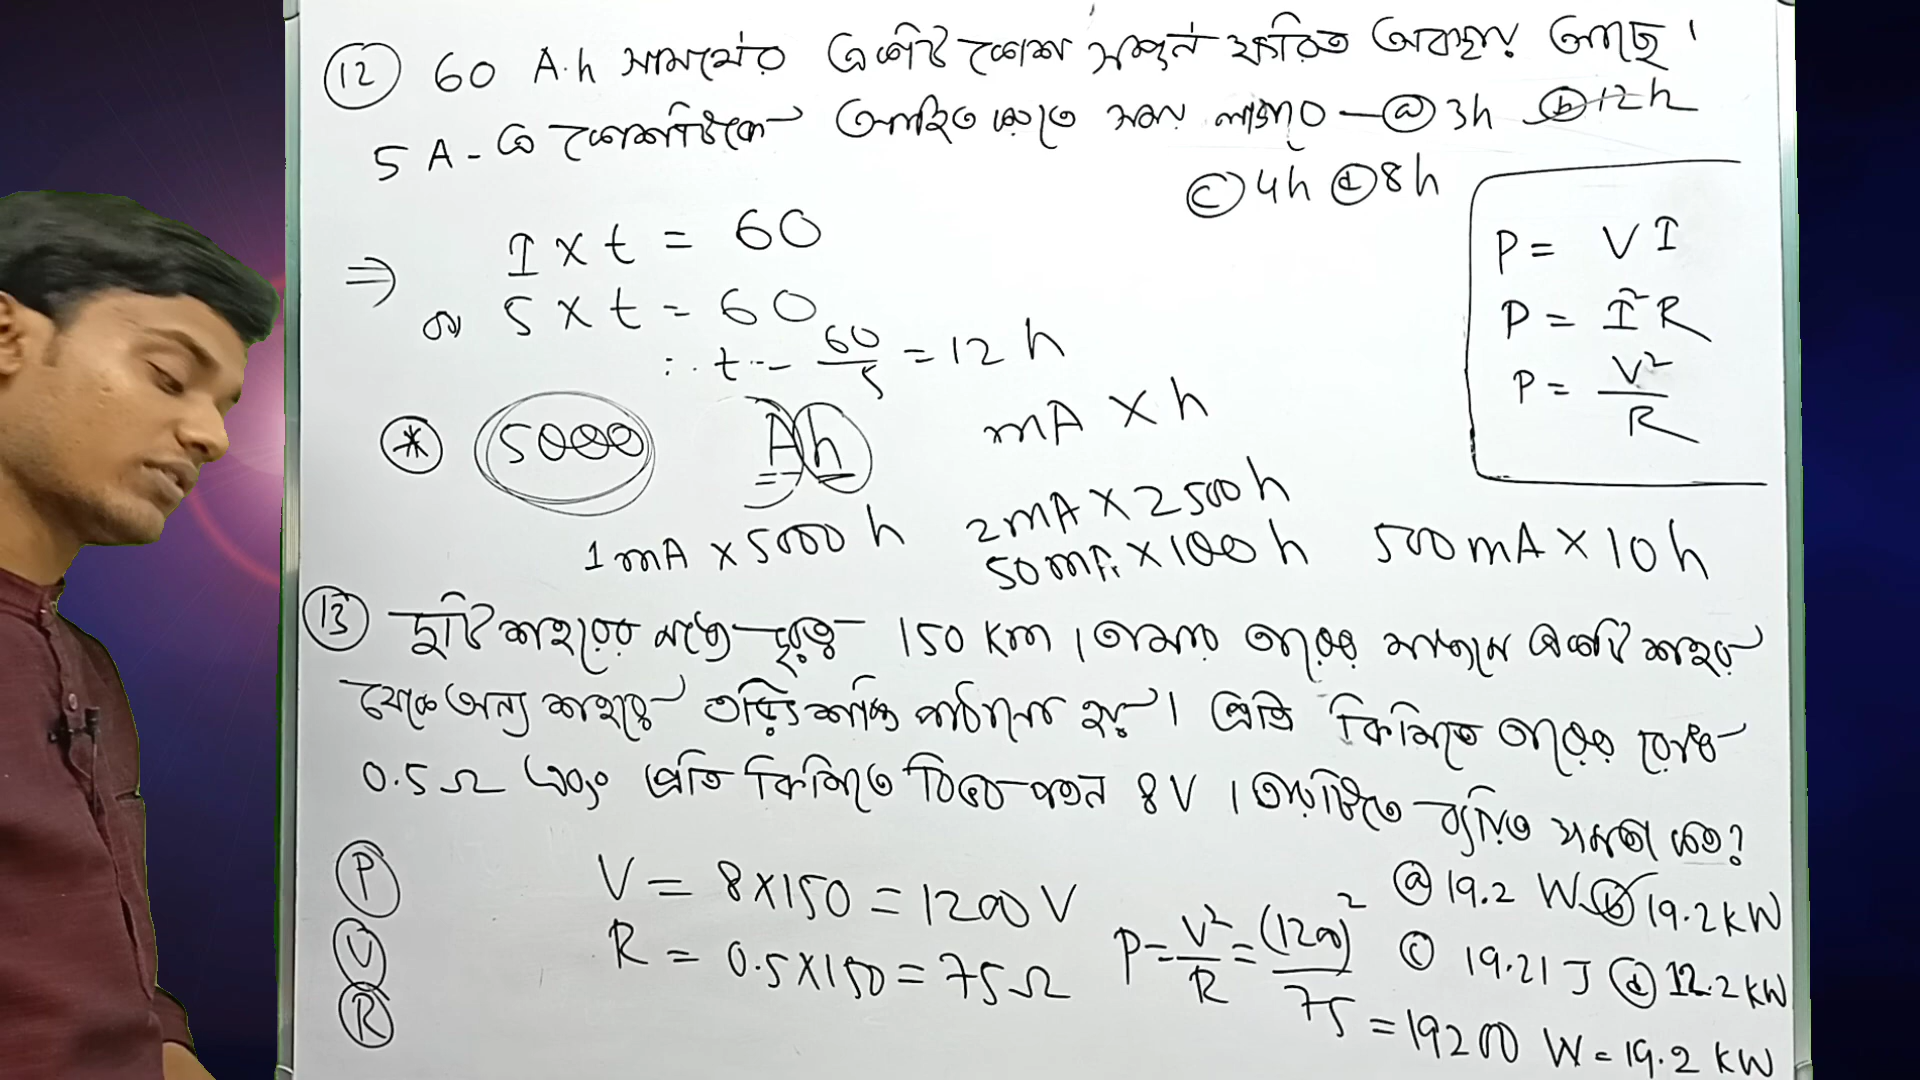 12 60 A.h সামর্থ্যের একটি কোশ সম্পূর্ণ ক্ষরিত অবস্থায় আছে।
5 A-এ কোশটিকে আহিত করতে সময় লাগবে — a 3h b 12h
c 4h d 8h
⇒ I × t = 60
বা 5 × t = 60
∴ t = 60/5 = 12 h
P = VI
P = I²R
P = V²/R
* 5000 Ah mA × h
1 mA × 5000 h 2 mA × 2500 h
50 mA × 100 h 500 mA × 10 h
13 দুটি শহরের মধ্যে দূরত্ব 150 km। তামার তারের মাধ্যমে একটি শহর
থেকে অন্য শহরে তড়িৎশক্তি পাঠানো হয়। প্রতি কিমিতে তারের রোধ
0.5 Ω এবং প্রতি কিমিতে বিভব পতন 8 V। তারটিতে ব্যয়িত ক্ষমতা কত?
a 19.2 W b 19.2 kW
c 19.21 J d 12.2 kW
P V = 8×150 = 1200 V
V R = 0.5×150 = 75 Ω
R P = V²/R = (1200)²/75
= 19200 W = 19.2 kW